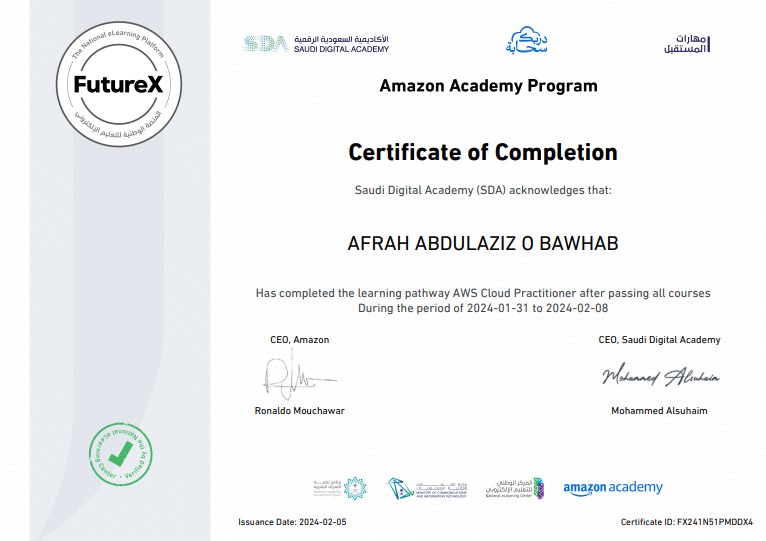 The National eLearning Platform
FutureX
المنصة الوطنية للتعليم الإلكتروني
SDA
الأكاديمية السعودية الرقمية
SAUDI DIGITAL ACADEMY
دربك
سحابة
مهارات
المستقبل
Amazon Academy Program
Certificate of Completion
Saudi Digital Academy (SDA) acknowledges that:
AFRAH ABDULAZIZ O BAWHAB
Has completed the learning pathway AWS Cloud Practitioner after passing all courses
During the period of 2024-01-31 to 2024-02-08
CEO, Amazon
CEO, Saudi Digital Academy
Mohammed Alsuhaim
Ronaldo Mouchawar
Mohammed Alsuhaim
Verified by the National eLearning Center
MINISTRY OF COMMUNICATIONS
AND INFORMATION TECHNOLOGY
المركز الوطني
للتعليم الإلكتروني
National eLearning Center
amazon academy
Issuance Date: 2024-02-05
Certificate ID: FX241N51PMDDX4